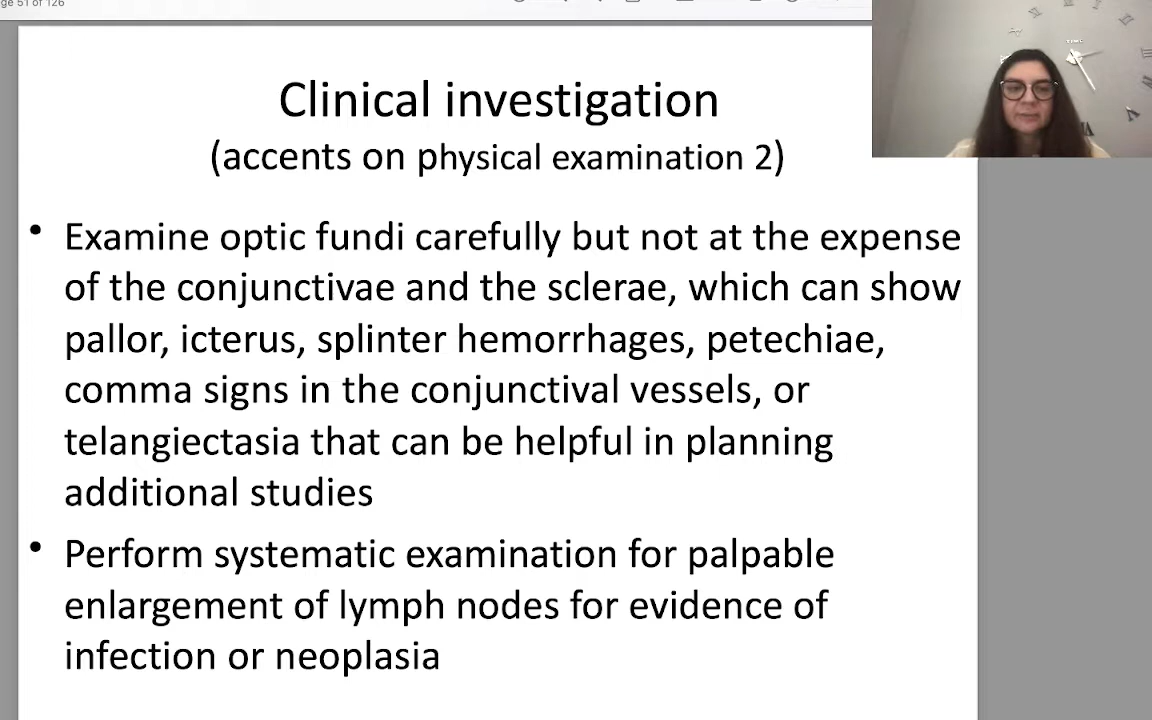 ge 51 of 126
Clinical investigation
(accents on physical examination 2)
• Examine optic fundi carefully but not at the expense
of the conjunctivae and the sclerae, which can show
pallor, icterus, splinter hemorrhages, petechiae,
comma signs in the conjunctival vessels, or
telangiectasia that can be helpful in planning
additional studies
• Perform systematic examination for palpable
enlargement of lymph nodes for evidence of
infection or neoplasia